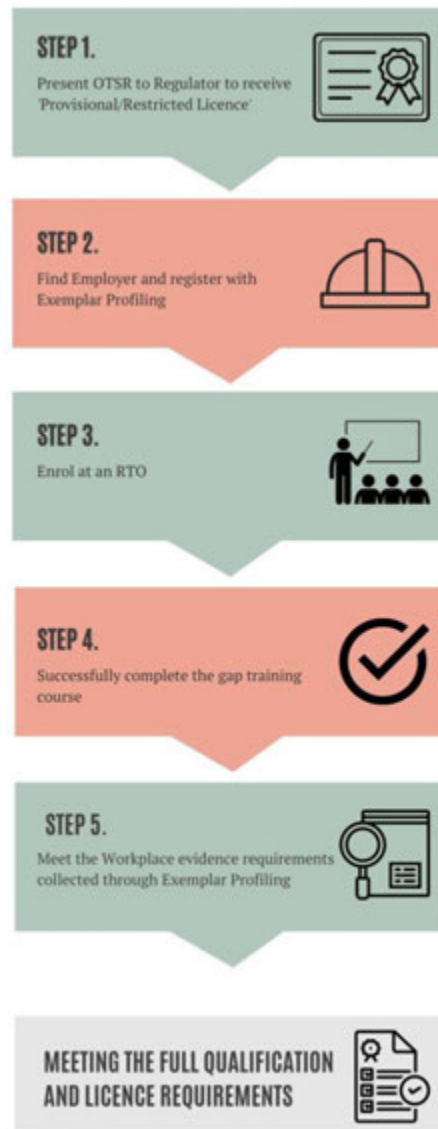 STEP 1.
Present OTSR to Regulator to receive
'Provisional/Restricted Licence'
STEP 2.
Find Employer and register with
Exemplar Profiling
STEP 3.
Enrol at an RTO
STEP 4.
Successfully complete the gap training
course
STEP 5.
Meet the Workplace evidence requirements
collected through Exemplar Profiling
MEETING THE FULL QUALIFICATION
AND LICENCE REQUIREMENTS